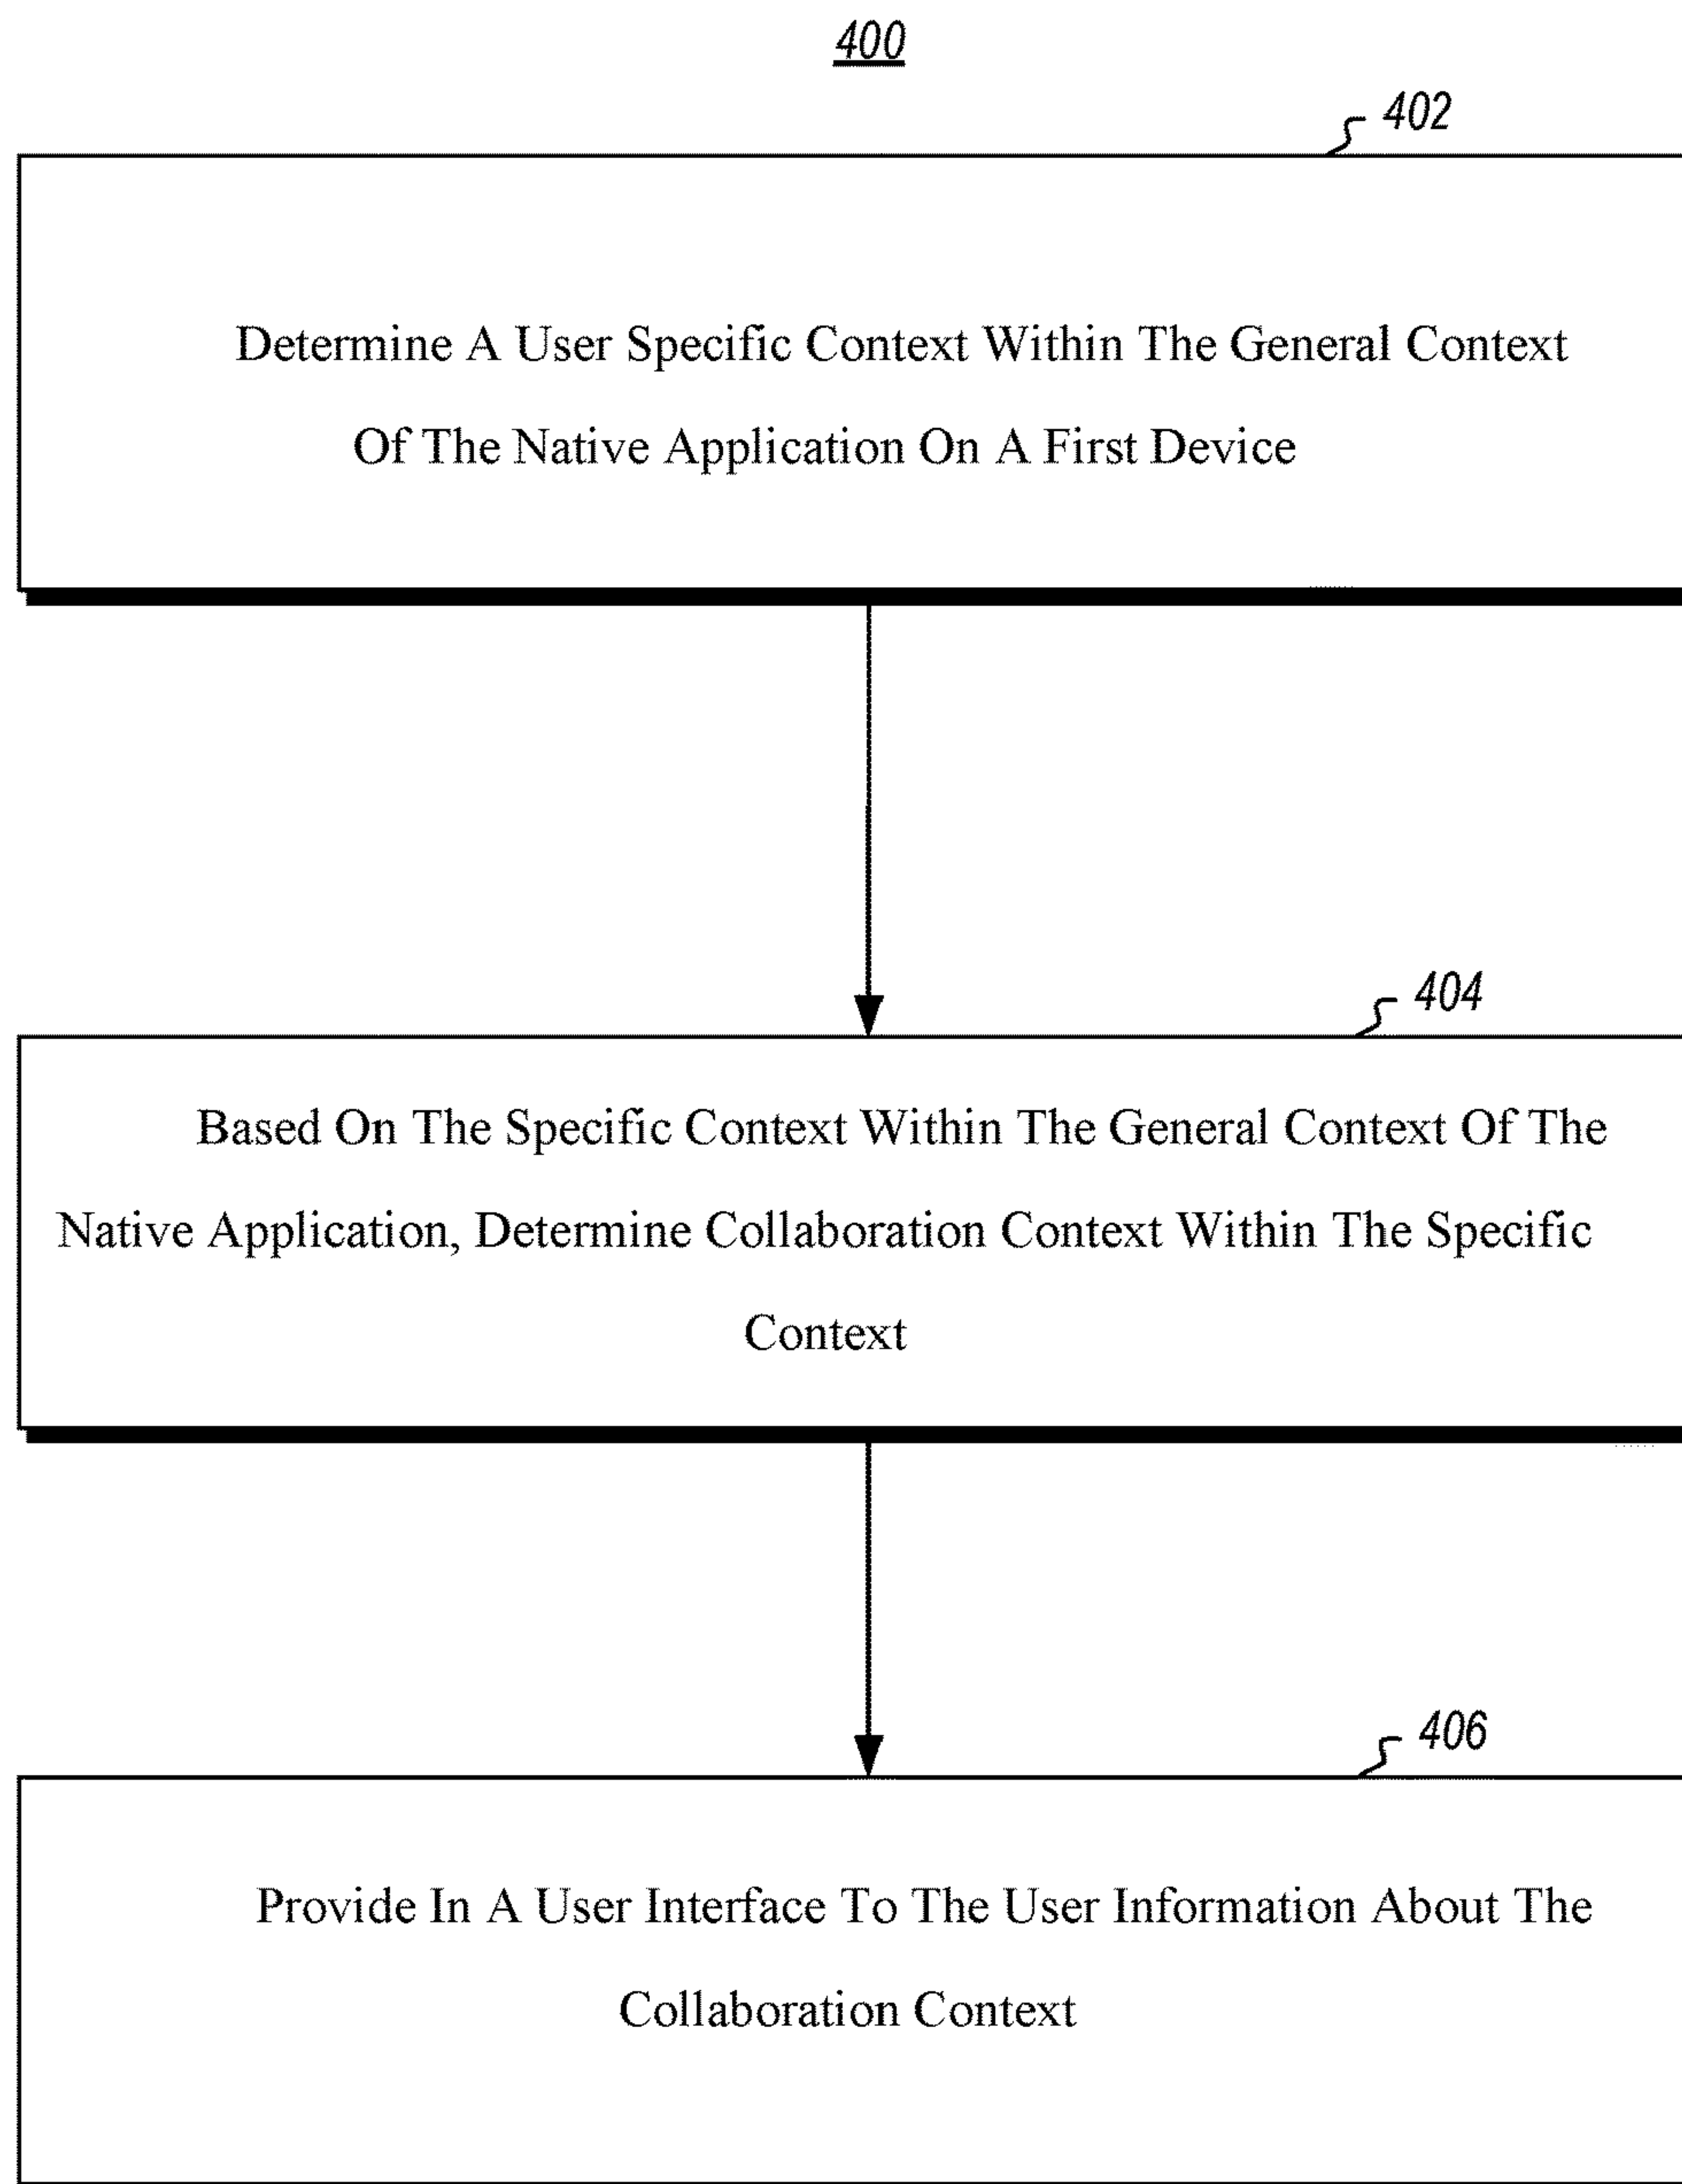 400
402
Determine A User Specific Context Within The General Context
Of The Native Application On A First Device
404
Based On The Specific Context Within The General Context Of The
Native Application, Determine Collaboration Context Within The Specific
Context
406
Provide In A User Interface To The User Information About The
Collaboration Context